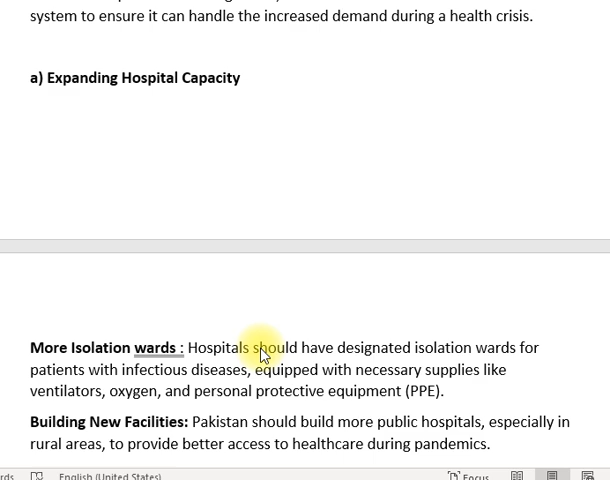 system to ensure it can handle the increased demand during a health crisis.
a) Expanding Hospital Capacity
More Isolation wards : Hospitals should have designated isolation wards for
patients with infectious diseases, equipped with necessary supplies like
ventilators, oxygen, and personal protective equipment (PPE).
Building New Facilities: Pakistan should build more public hospitals, especially in
rural areas, to provide better access to healthcare during pandemics.
rds English (United States) Focus